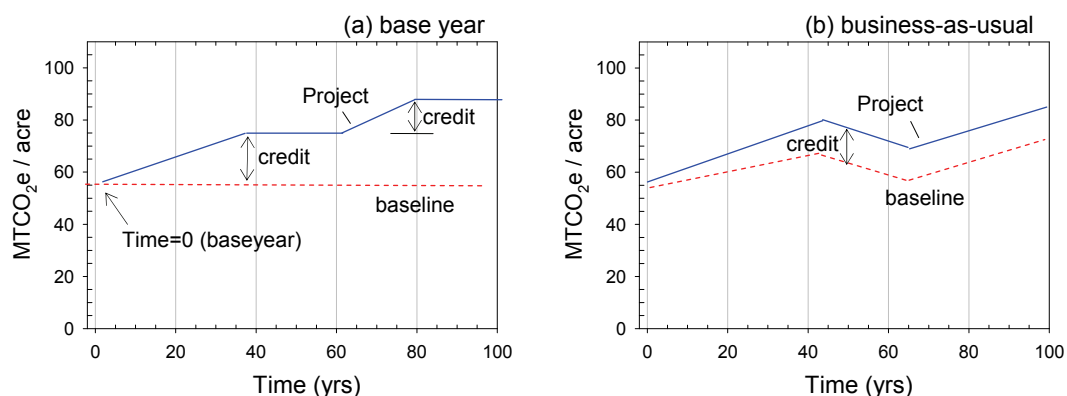 (a) base year
MTCO₂e / acre
100
80
60
40
20
0
Project
credit
credit
baseline
Time=0 (baseyear)
0 20 40 60 80 100
Time (yrs)
(b) business-as-usual
MTCO₂e / acre
100
80
60
40
20
0
Project
credit
baseline
0 20 40 60 80 100
Time (yrs)